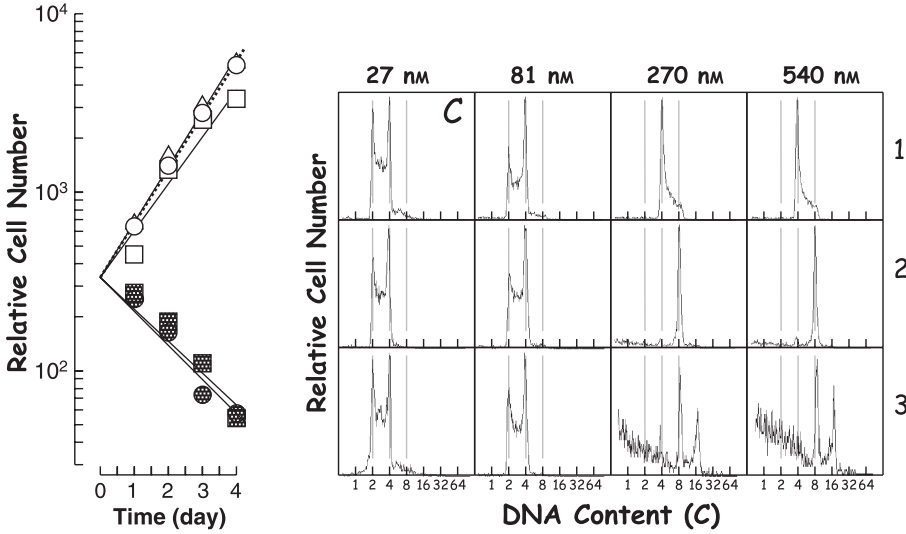 10⁴
10³
10²
Relative Cell Number
0 1 2 3 4
Time (day)
27 nM 81 nM 270 nM 540 nM
C
1
2
3
Relative Cell Number
1 2 4 8 16 32 64 1 2 4 8 16 32 64 1 2 4 8 16 32 64 1 2 4 8 16 32 64
DNA Content (C)